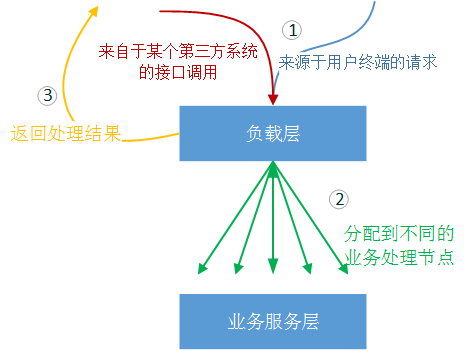 ①
来自于某个第三方系统
的接口调用
来源于用户终端的请求
③
返回处理结果
负载层
②
分配到不同的
业务处理节点
业务服务层